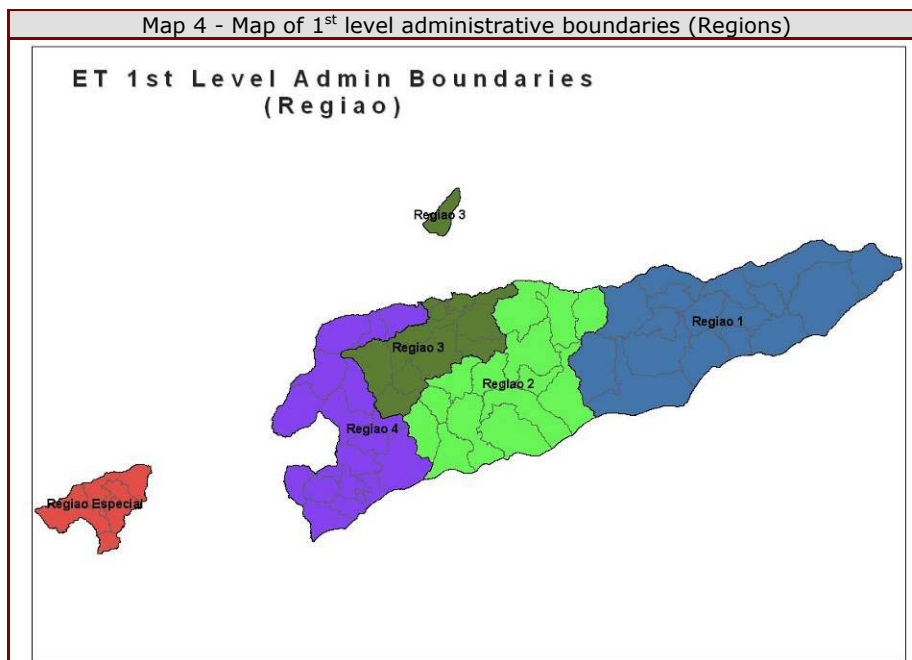 Map 4 - Map of 1st level administrative boundaries (Regions)
ET 1st Level Admin Boundaries
(Regiao)
Regiao 3
Regiao 1
Regiao 3
Regiao 2
Regiao 4
Regiao Especial